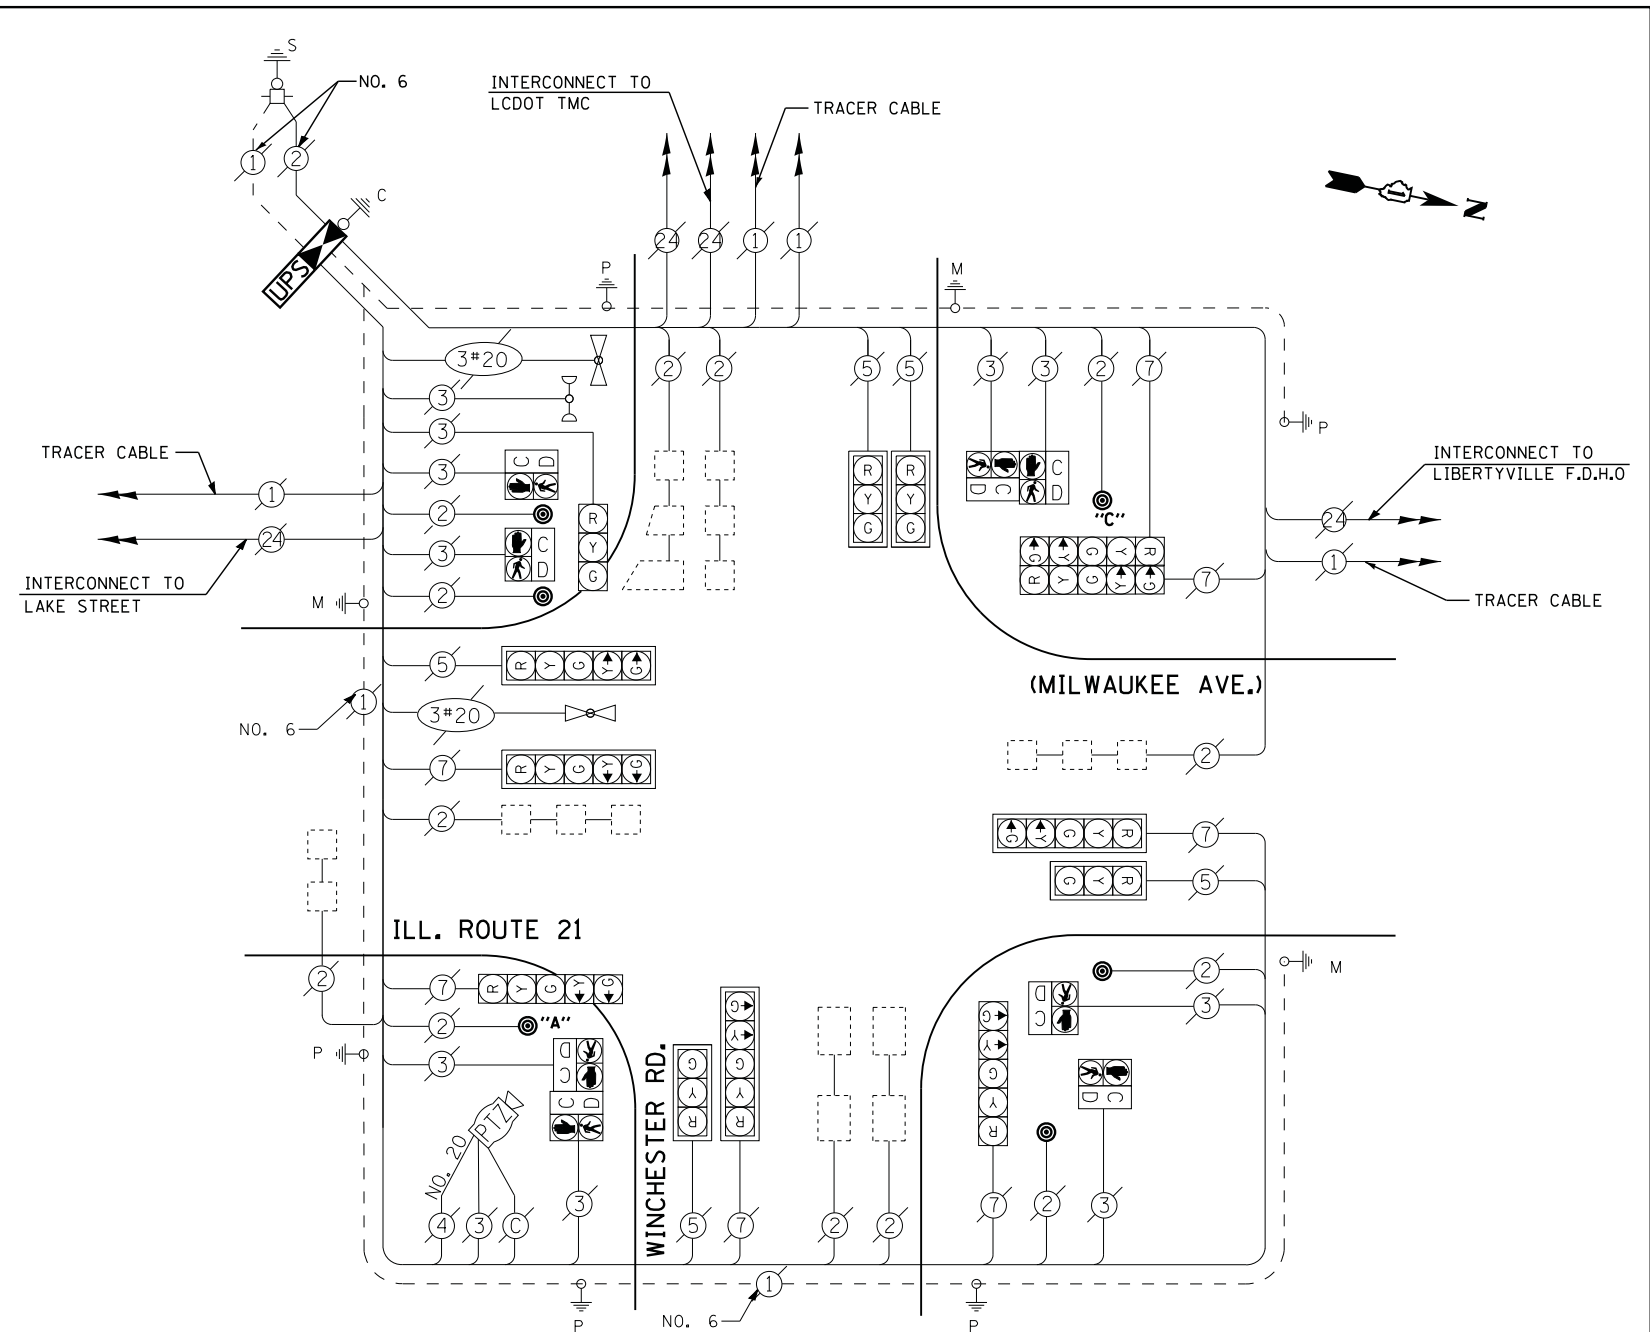 S
NO. 6
1
2
C
UPS
INTERCONNECT TO
LCDOT TMC
TRACER CABLE
24
24
1
1
N
P
M
3#20
2
2
5
5
3
3
2
7
3
3
3
C D
2
3
C
D
2
R
Y
G
R
Y
G
R
Y
G
D C
C
D
"C"
G Y G Y R
R Y G Y G
7
P
TRACER CABLE
1
24
INTERCONNECT TO
LAKE STREET
INTERCONNECT TO
LIBERTYVILLE F.D.H.O
24
1
TRACER CABLE
M
5
R Y G Y G
(MILWAUKEE AVE.)
1
NO. 6
3#20
7
R Y G Y G
2
2
G Y G Y R
7
G Y R
5
ILL. ROUTE 21
2
7
R Y G Y G
2
"A"
P
3
D
C
C D
PTZ
NO. 20
4
3
C
3
WINCHESTER RD.
G
Y
R
5
G
Y
G
Y
R
7
2
2
M
2
D
C
3
G
Y
G
Y
R
7
2
D C
3
P
NO. 6
1
P